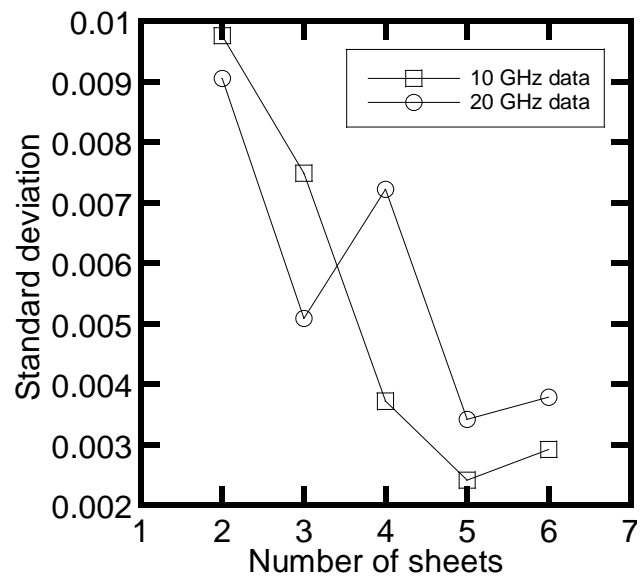 0.01
0.009
0.008
0.007
0.006
0.005
0.004
0.003
0.002
Standard deviation
10 GHz data
20 GHz data
1 2 3 4 5 6 7
Number of sheets